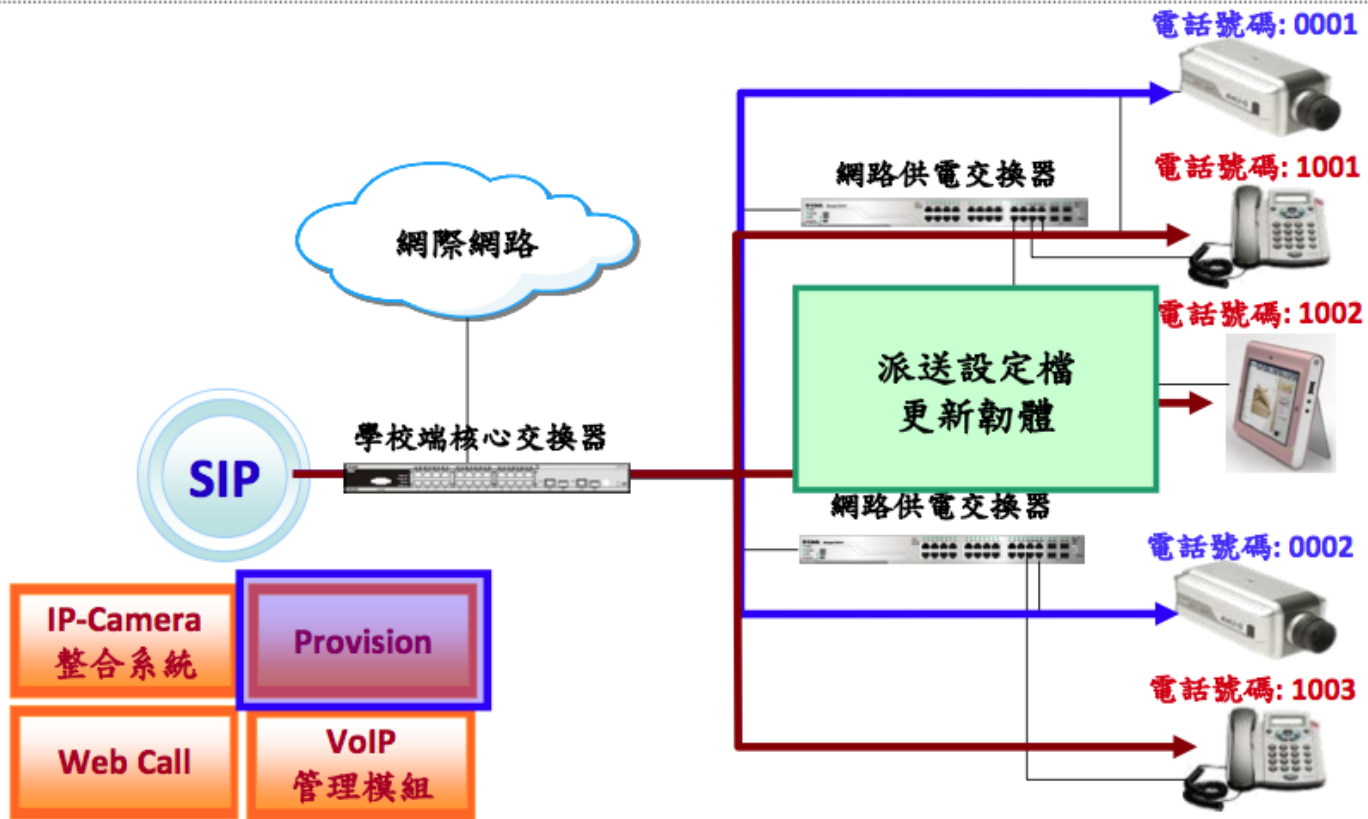 電話號碼: 0001
網路供電交換器
電話號碼: 1001
網際網路
電話號碼: 1002
派送設定檔
更新韌體
學校端核心交換器
SIP
網路供電交換器
電話號碼: 0002
IP-Camera
整合系統
Provision
電話號碼: 1003
Web Call
VoIP
管理模組